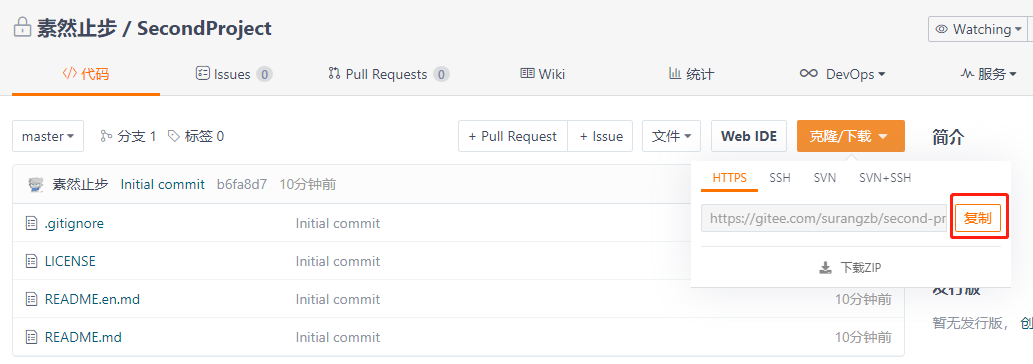 素然止步 / SecondProject
Watching
代码 Issues 0 Pull Requests 0 Wiki 统计 DevOps 服务
master 分支 1 标签 0 + Pull Request + Issue 文件 Web IDE 克隆/下载 简介
HTTPS SSH SVN SVN+SSH
素然止步 Initial commit b6fa8d7 10分钟前
https://gitee.com/surangzb/second-pr 复制
.gitignore Initial commit
LICENSE Initial commit
下载ZIP
发行版
README.en.md Initial commit 10分钟前
暂无发行版， 创
README.md Initial commit 10分钟前